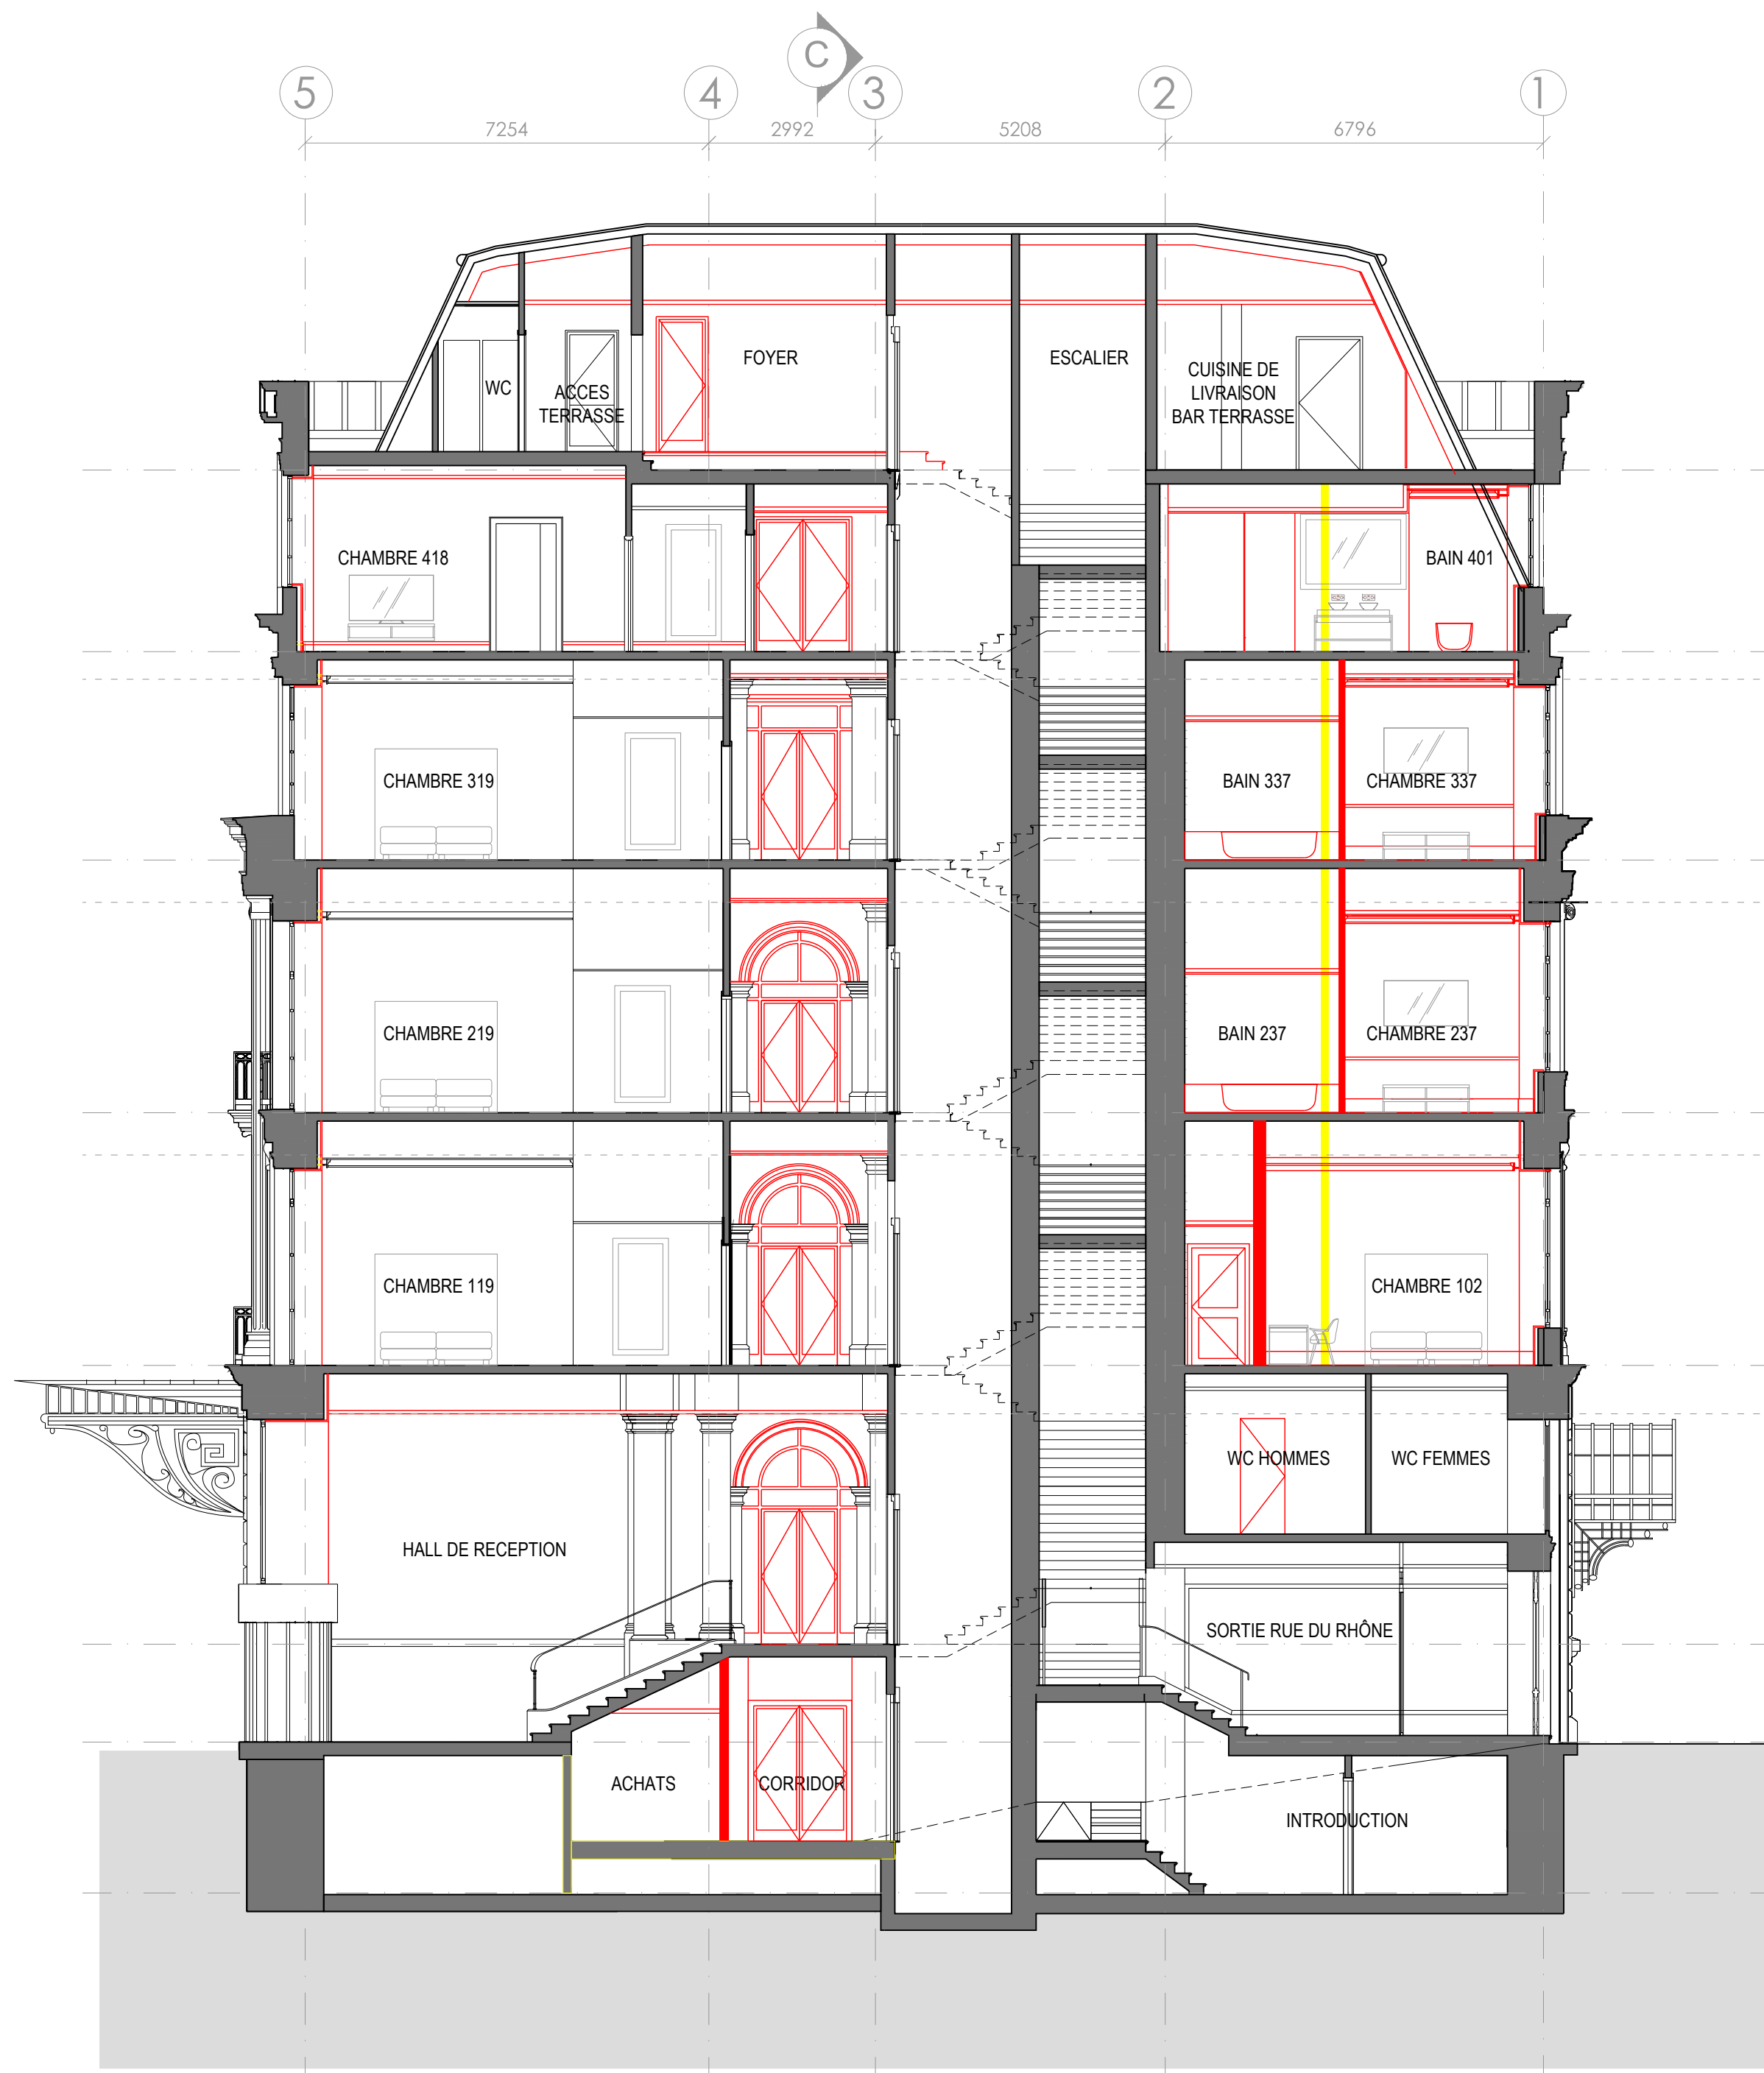 C
5
4
3
2
1
7254
2992
5208
6796
FOYER
ESCALIER
WC
ACCES
TERRASSE
CUISINE DE
LIVRAISON
BAR TERRASSE
CHAMBRE 418
BAIN 401
CHAMBRE 319
BAIN 337
CHAMBRE 337
CHAMBRE 219
BAIN 237
CHAMBRE 237
CHAMBRE 119
CHAMBRE 102
WC HOMMES
WC FEMMES
HALL DE RECEPTION
SORTIE RUE DU RHÔNE
ACHATS
CORRIDOR
INTRODUCTION